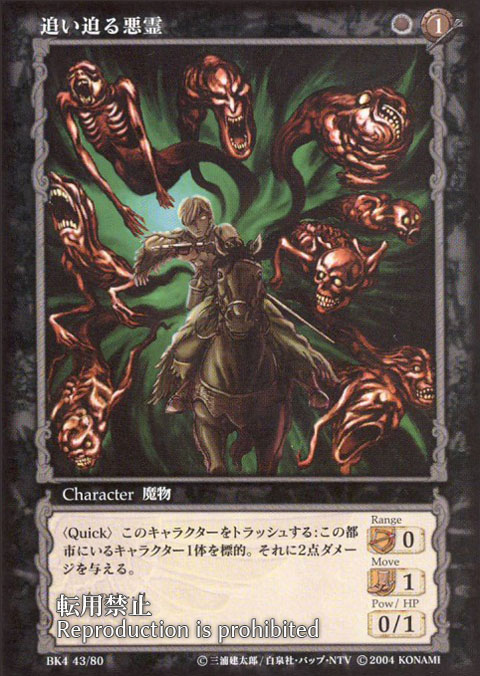 追い迫る悪霊
1
Character 魔物
〈Quick〉このキャラクターをトラッシュする:この都
市にいるキャラクター1体を標的。それに2点ダメー
ジを与える。
Range
0
Move
1
Pow/ HP
0/1
転用禁止
Reproduction is prohibited
BK4 43/80
©三浦建太郎/白泉社・バップ・NTV ©2004 KONAMI